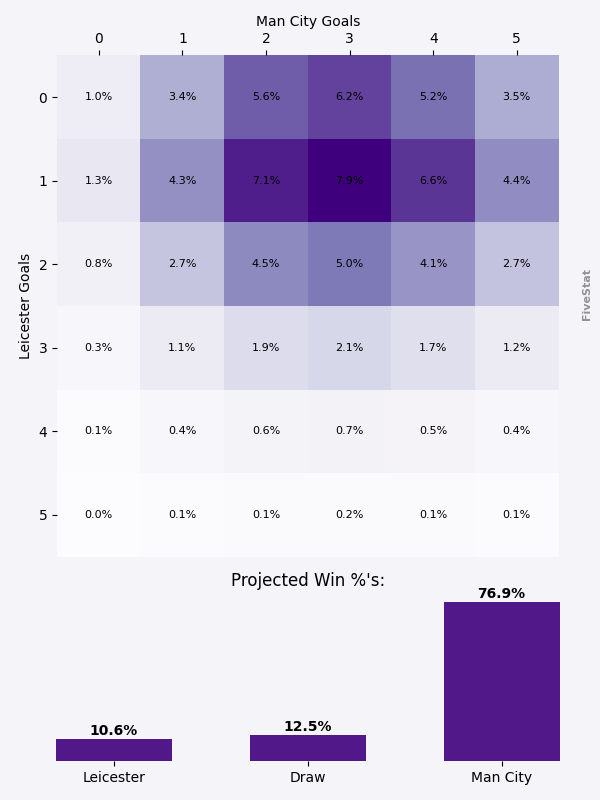 Man City Goals
0 1 2 3 4 5
Leicester Goals
0 1.0% 3.4% 5.6% 6.2% 5.2% 3.5%
1 1.3% 4.3% 7.1% 7.9% 6.6% 4.4%
2 0.8% 2.7% 4.5% 5.0% 4.1% 2.7%
3 0.3% 1.1% 1.9% 2.1% 1.7% 1.2%
4 0.1% 0.4% 0.6% 0.7% 0.5% 0.4%
5 0.0% 0.1% 0.1% 0.2% 0.1% 0.1%
FiveStat
Projected Win %'s:
10.6% 12.5% 76.9%
Leicester Draw Man City